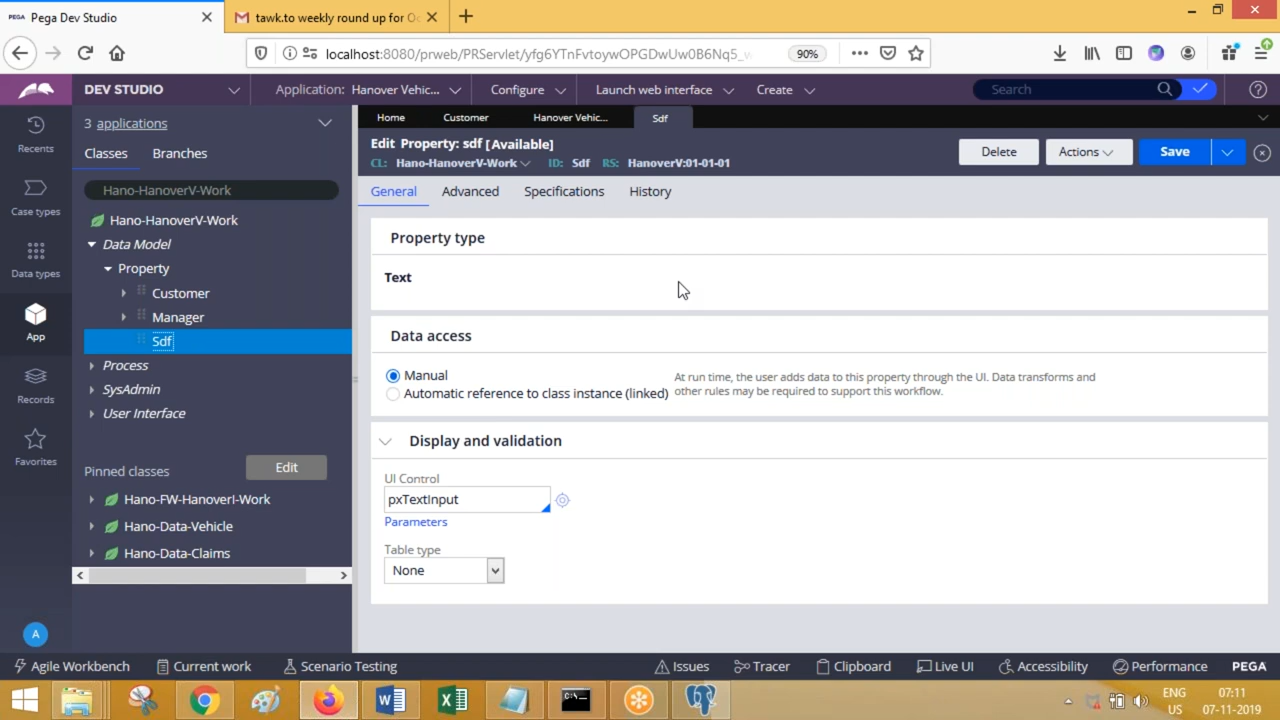 PEGA Pega Dev Studio
tawk.to weekly round up for Oc
localhost:8080/prweb/PRServlet/yfg6YTnFvtoywOPGDwUw0B6Nq5_
90%
DEV STUDIO
Application: Hanover Vehic...
Configure
Launch web interface
Create
Search
Recents
Case types
Data types
App
Records
Favorites
A
3 applications
Classes
Branches
Hano-HanoverV-Work
Hano-HanoverV-Work
Data Model
Property
Customer
Manager
Sdf
Process
SysAdmin
User Interface
Pinned classes
Edit
Hano-FW-HanoverI-Work
Hano-Data-Vehicle
Hano-Data-Claims
Home
Customer
Hanover Vehic...
Sdf
Edit Property: sdf [Available]
CL: Hano-HanoverV-Work ID: Sdf RS: HanoverV:01-01-01
Delete
Actions
Save
General
Advanced
Specifications
History
Property type
Text
Data access
Manual
Automatic reference to class instance (linked)
At run time, the user adds data to this property through the UI. Data transforms and
other rules may be required to support this workflow.
Display and validation
UI Control
pxTextInput
Parameters
Table type
None
Agile Workbench
Current work
Scenario Testing
Issues
Tracer
Clipboard
Live UI
Accessibility
Performance
PEGA
ENG
US
07:11
07-11-2019